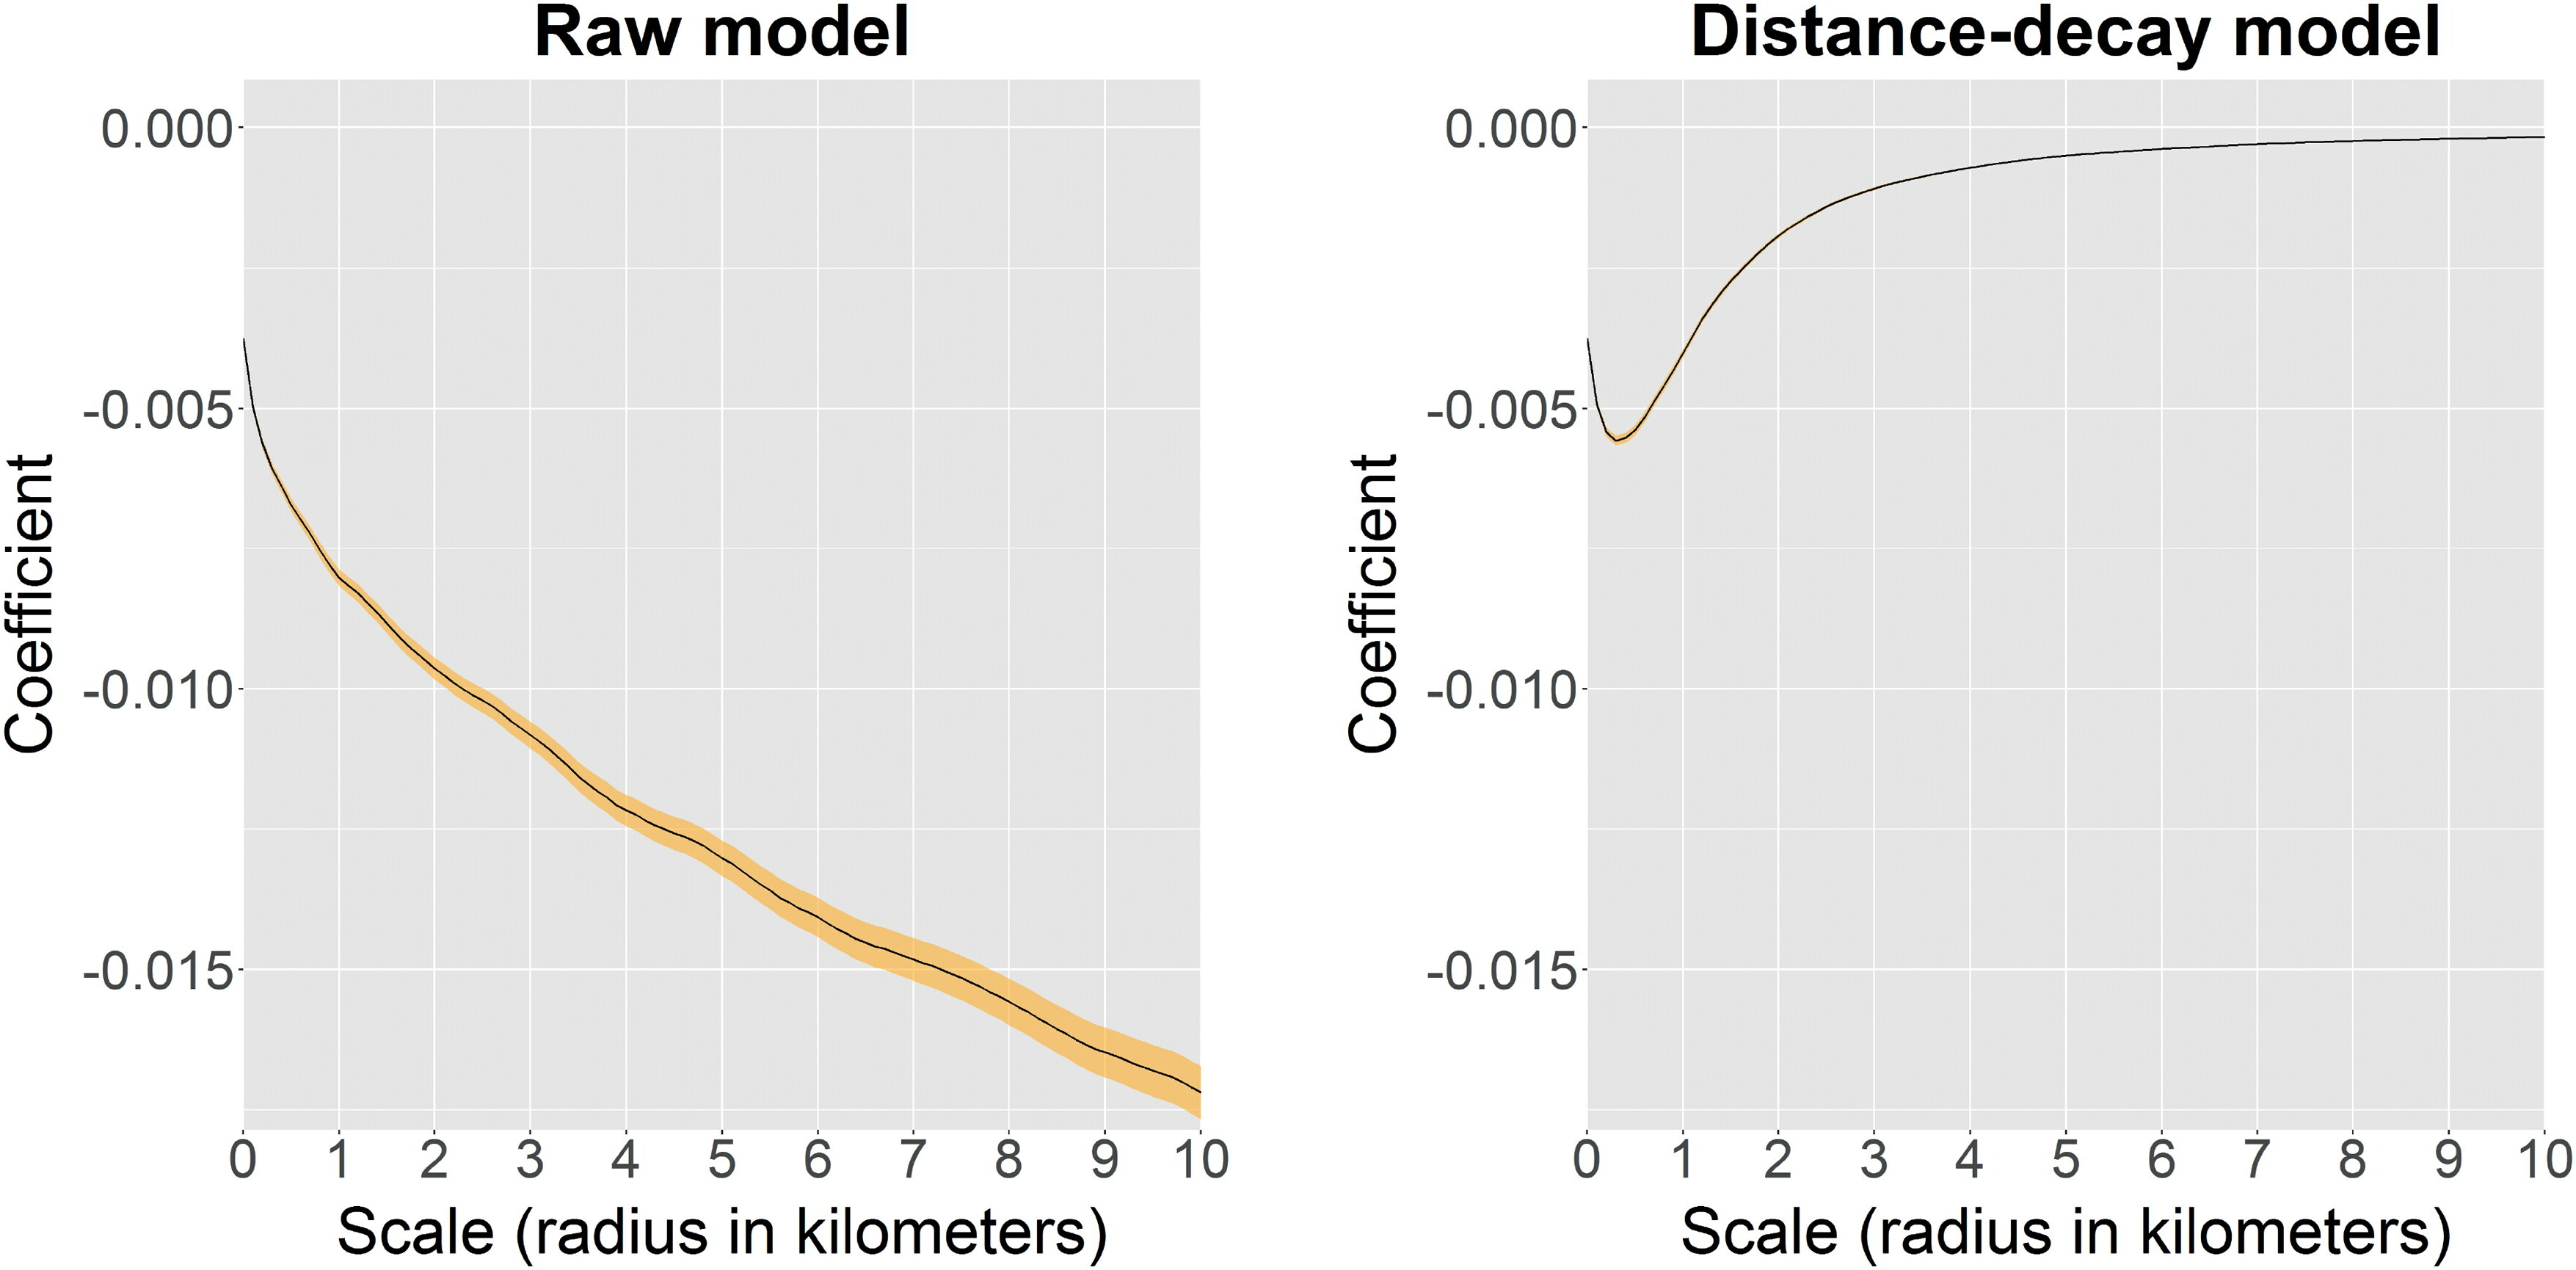 Raw model
0.000
-0.005
-0.010
-0.015
Coefficient
0 1 2 3 4 5 6 7 8 9 10
Scale (radius in kilometers)
Distance-decay model
0.000
-0.005
-0.010
-0.015
Coefficient
0 1 2 3 4 5 6 7 8 9 10
Scale (radius in kilometers)